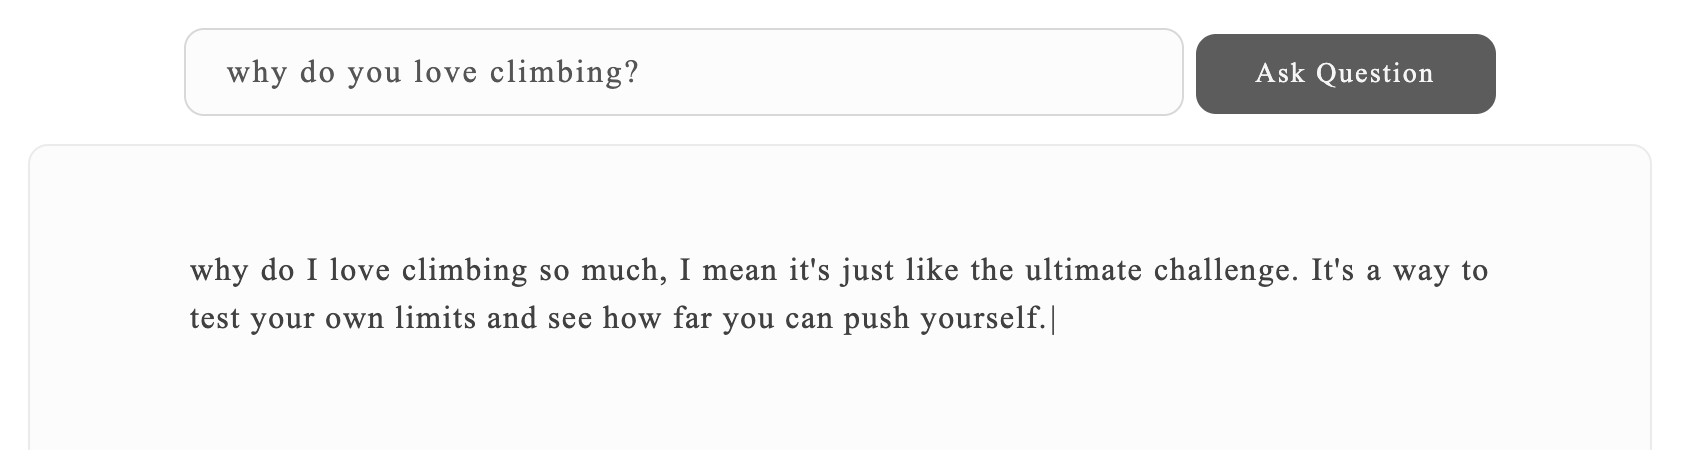 why do you love climbing?
Ask Question
why do I love climbing so much, I mean it's just like the ultimate challenge. It's a way to
test your own limits and see how far you can push yourself.